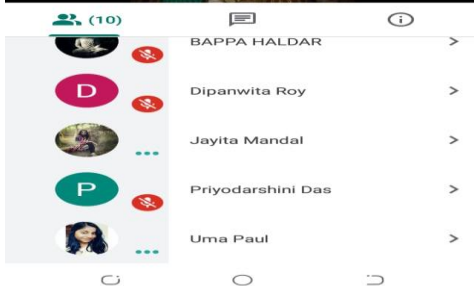 (10)
BAPPA HALDAR
D
Dipanwita Roy
Jayita Mandal
P
Priyodarshini Das
Uma Paul